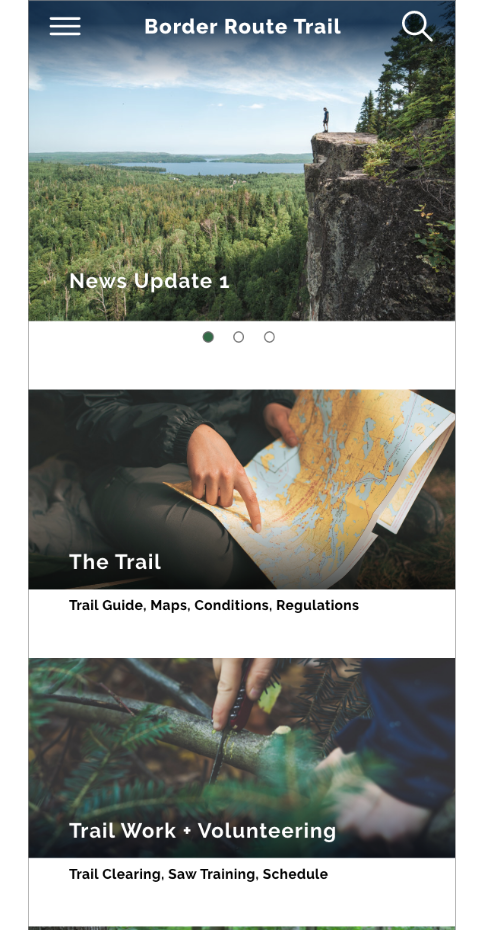 Border Route Trail
News Update 1
The Trail
Trail Guide, Maps, Conditions, Regulations
Trail Work + Volunteering
Trail Clearing, Saw Training, Schedule